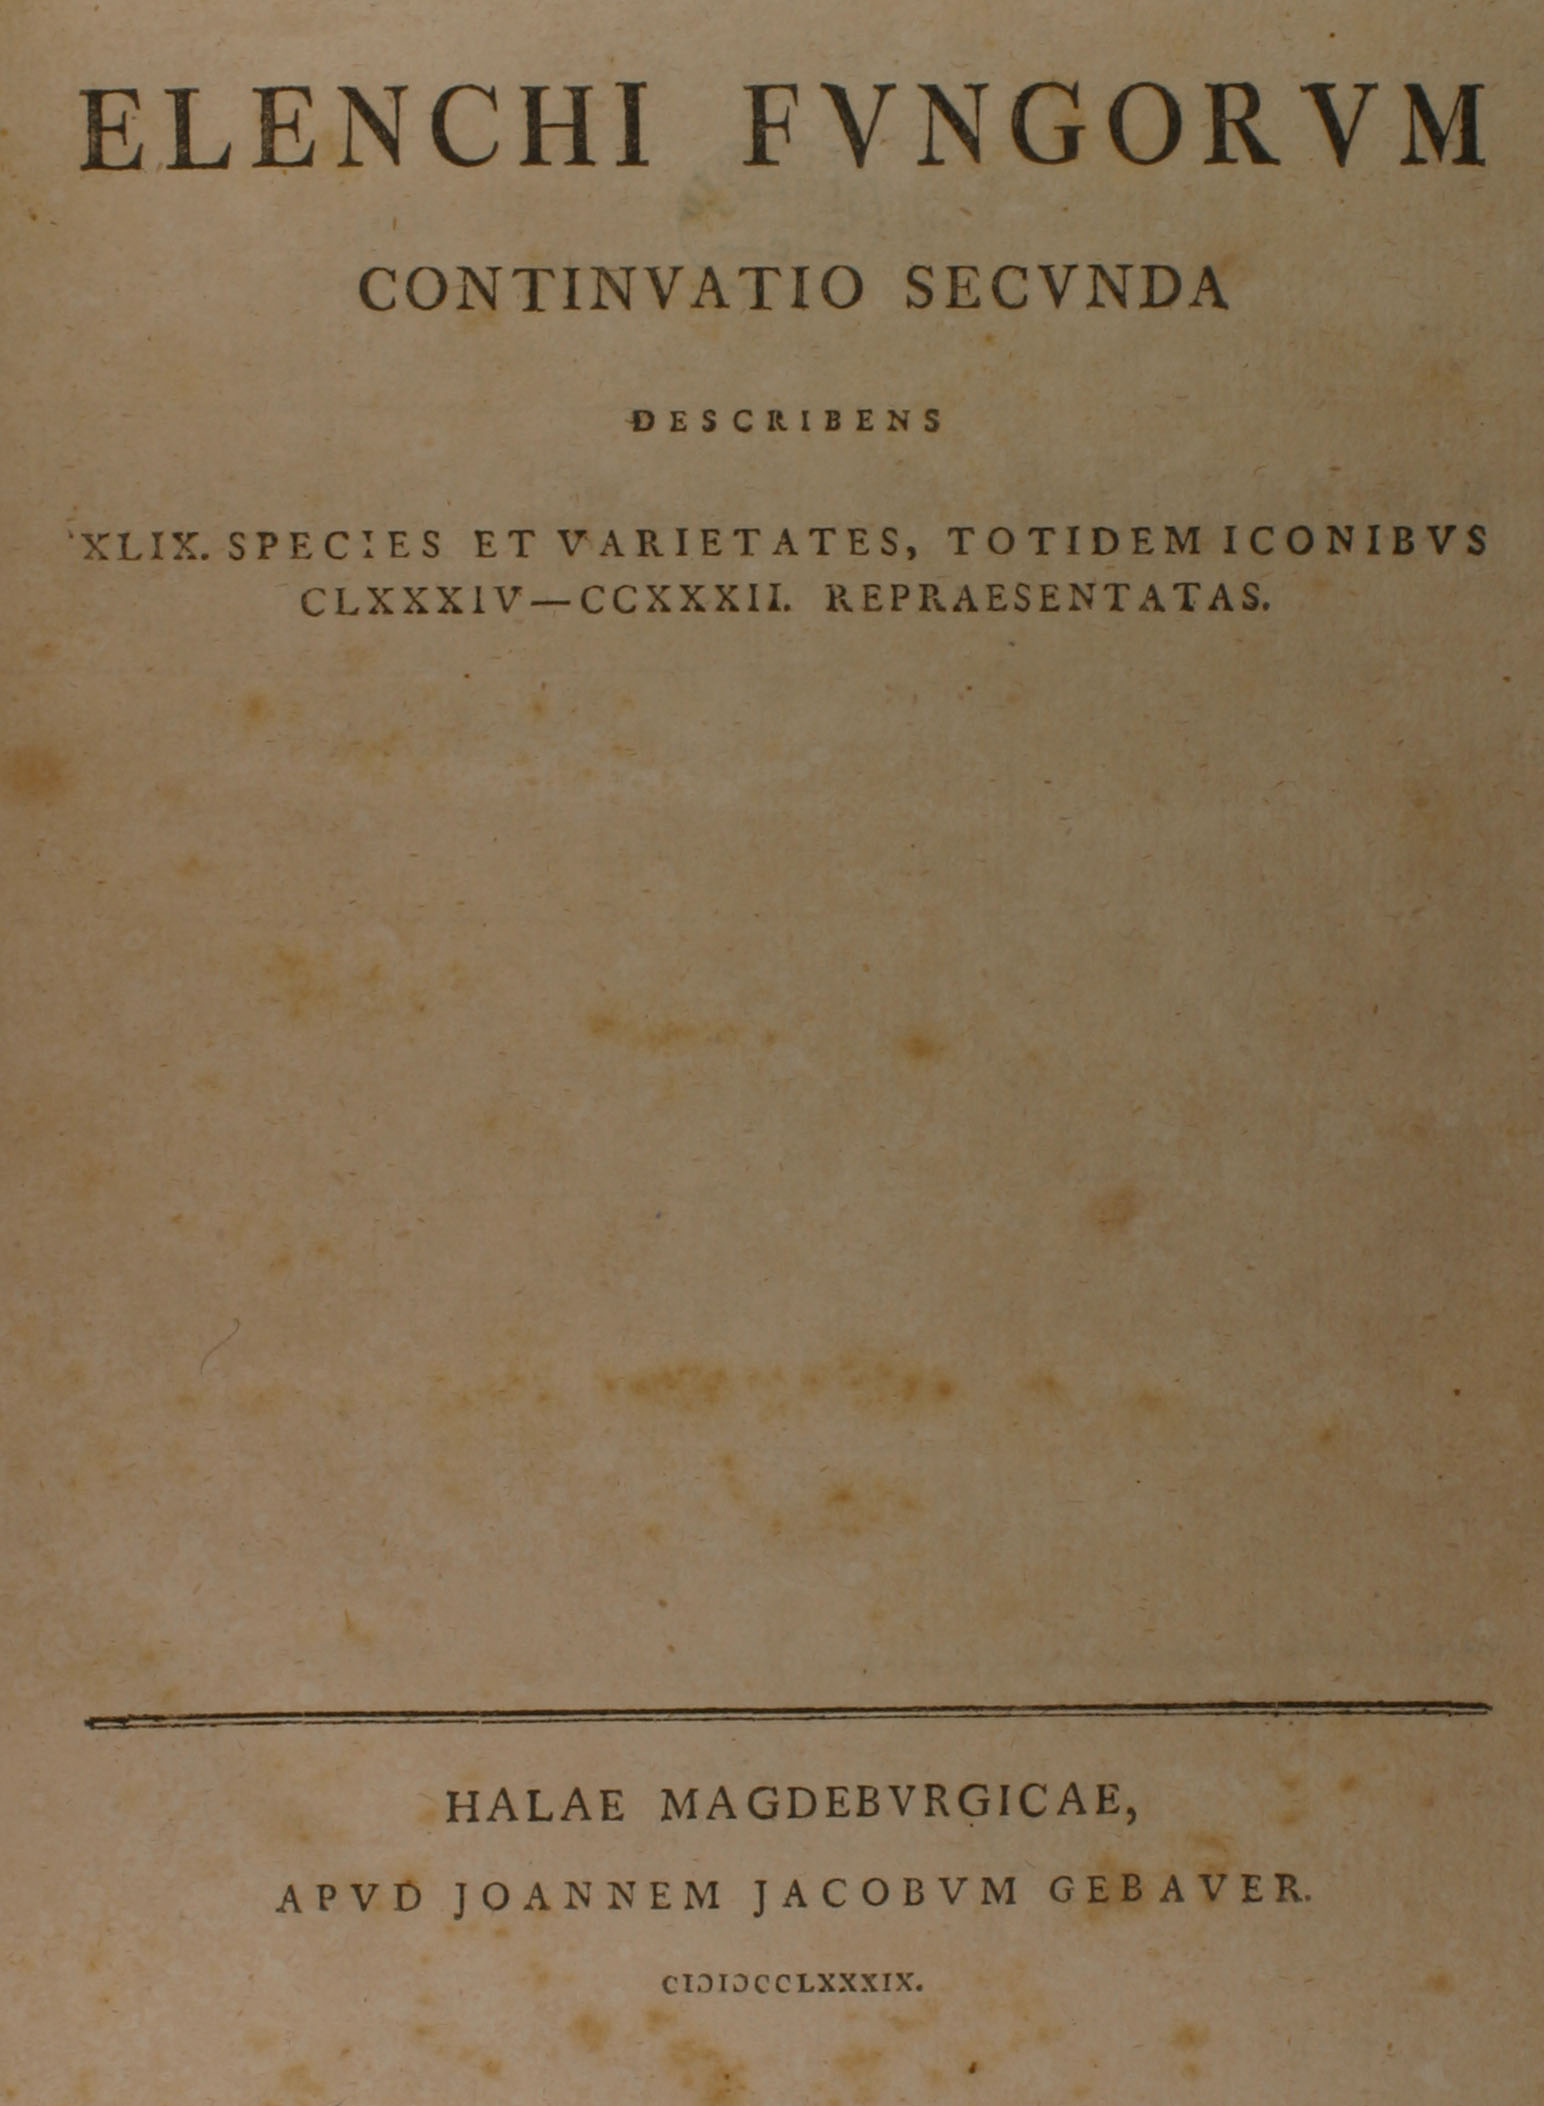 ELENCHI FVNGORVM
CONTINVATIO SECVNDA
DESCRIBENS
XLIX. SPECIES ET VARIETATES, TOTIDEM ICONIBVS
CLXXXIV—CCXXXII. REPRAESENTATAS.
HALAE MAGDEBVRGICAE,
APVD JOANNEM JACOBVM GEBAVER.
CIↃIↃCCLXXXIX.